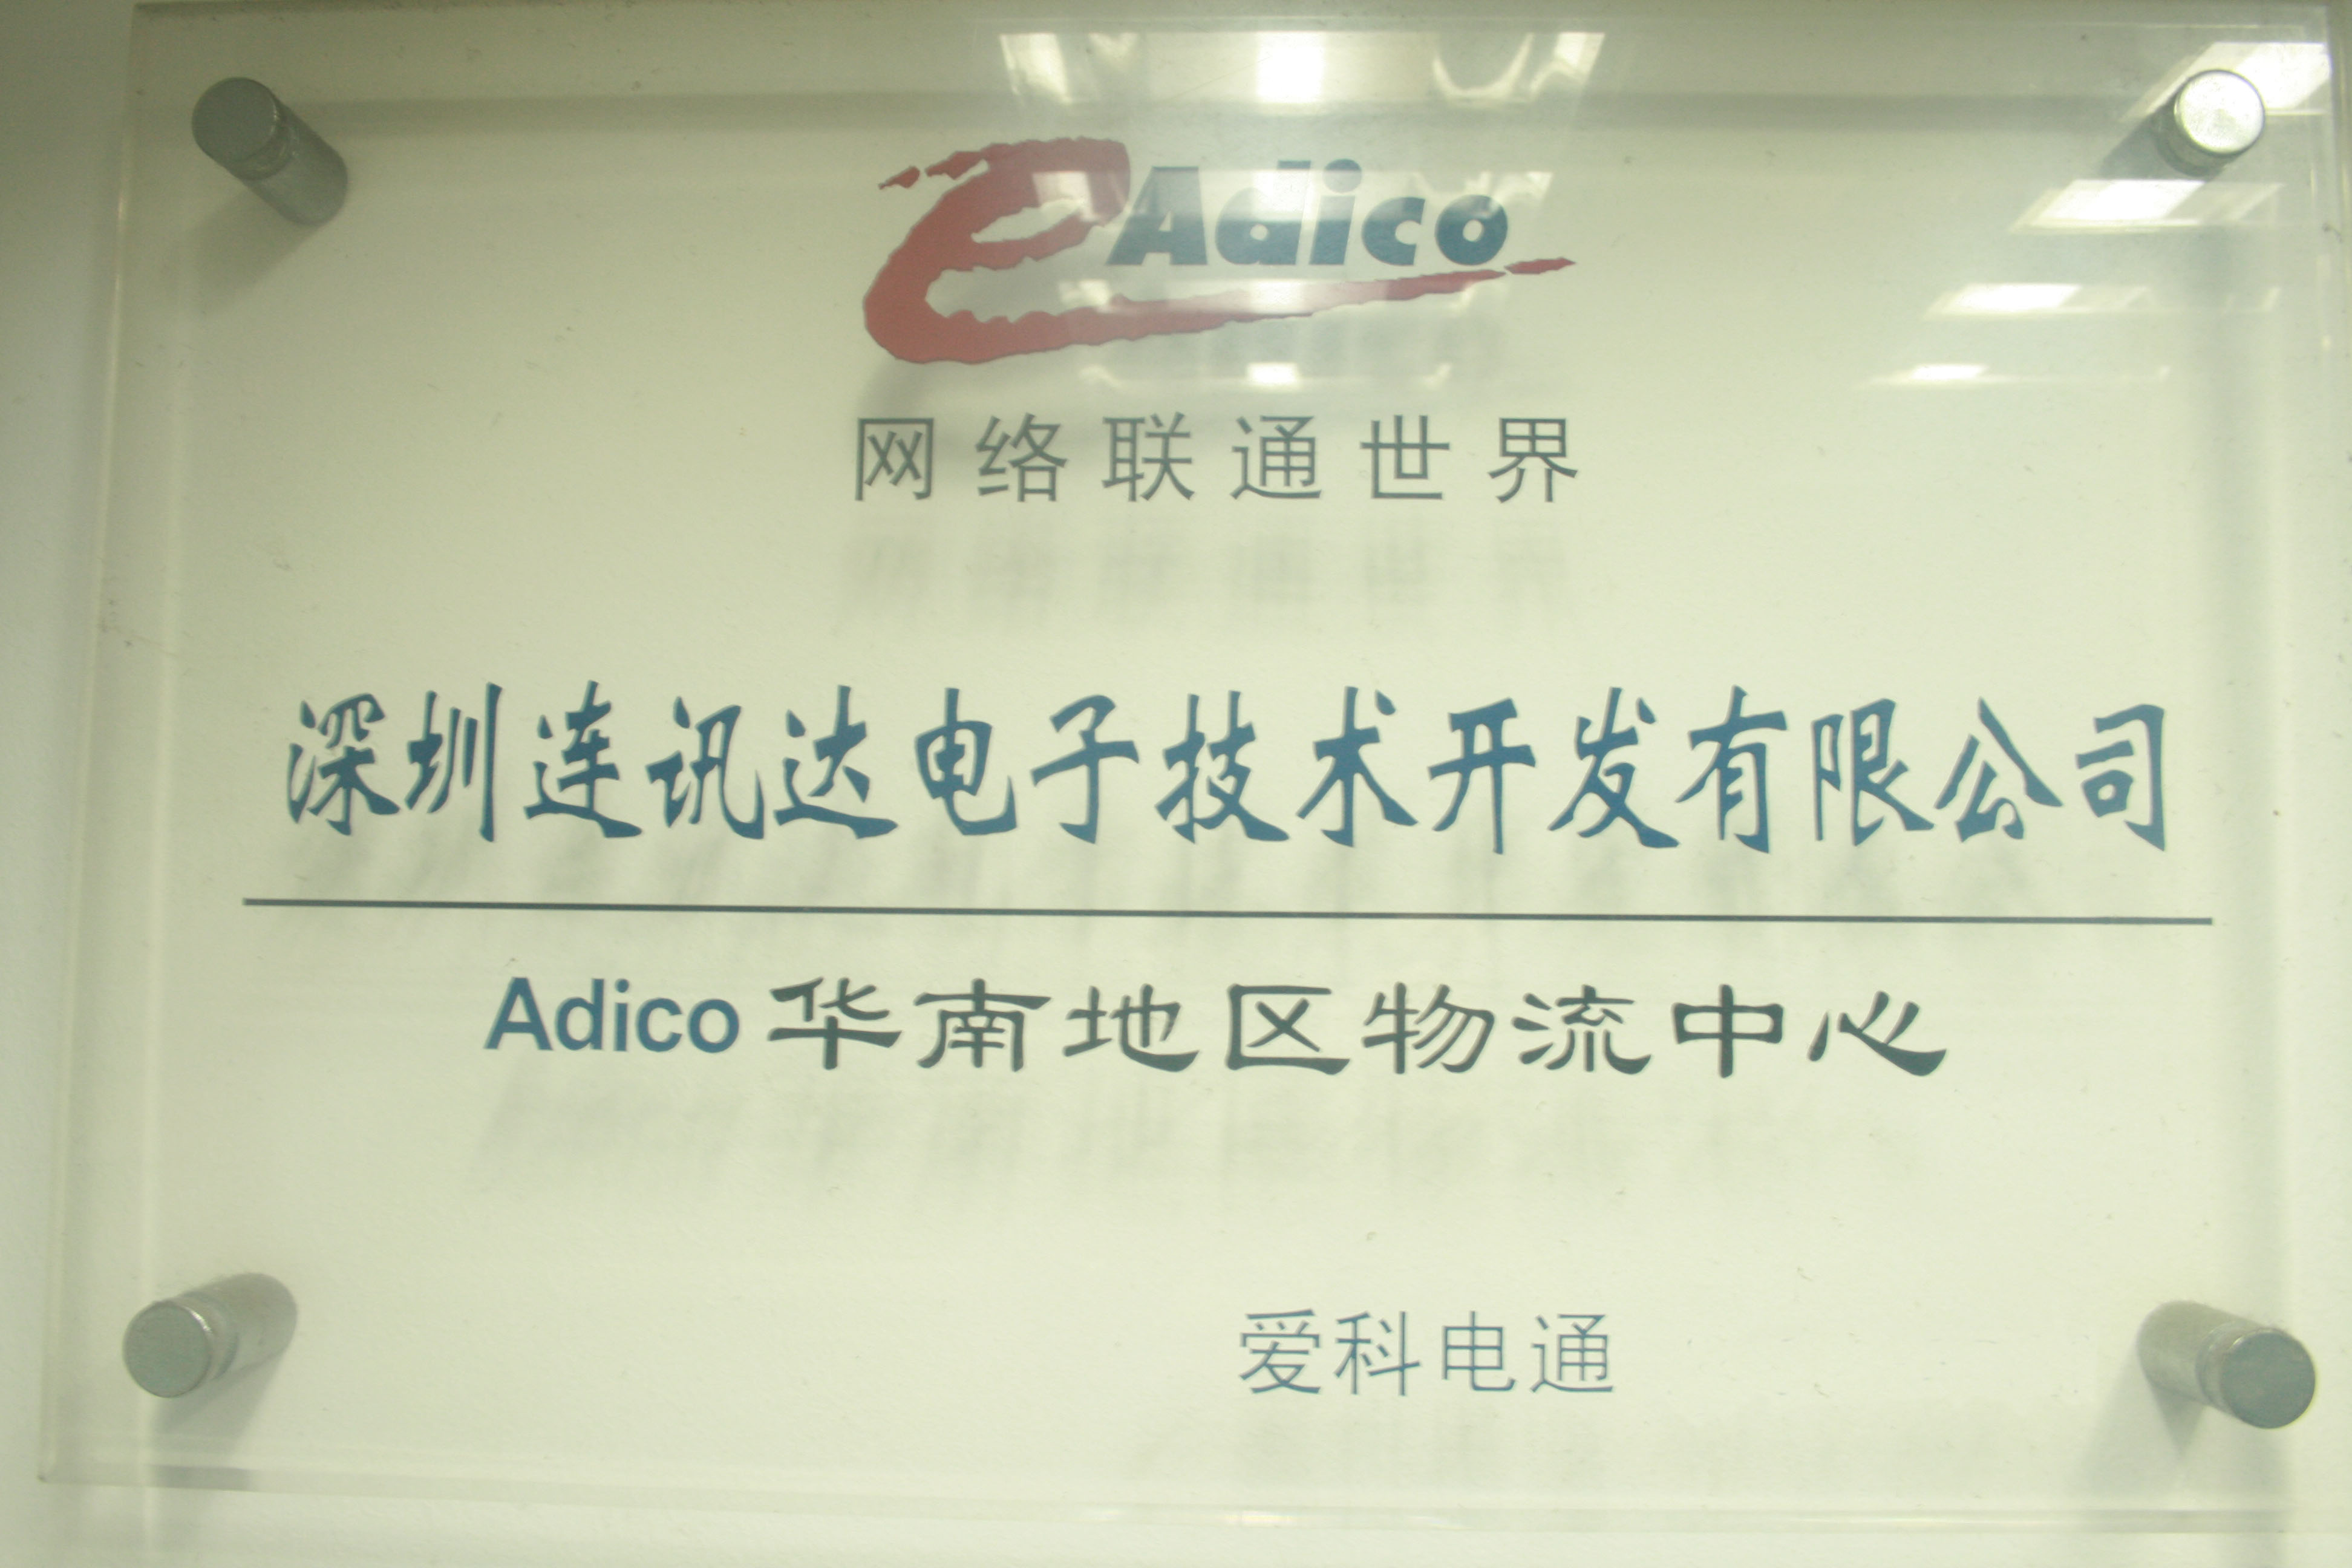 eAdico
网络联通世界
深圳连讯达电子技术开发有限公司
Adico 华南地区物流中心
爱科电通